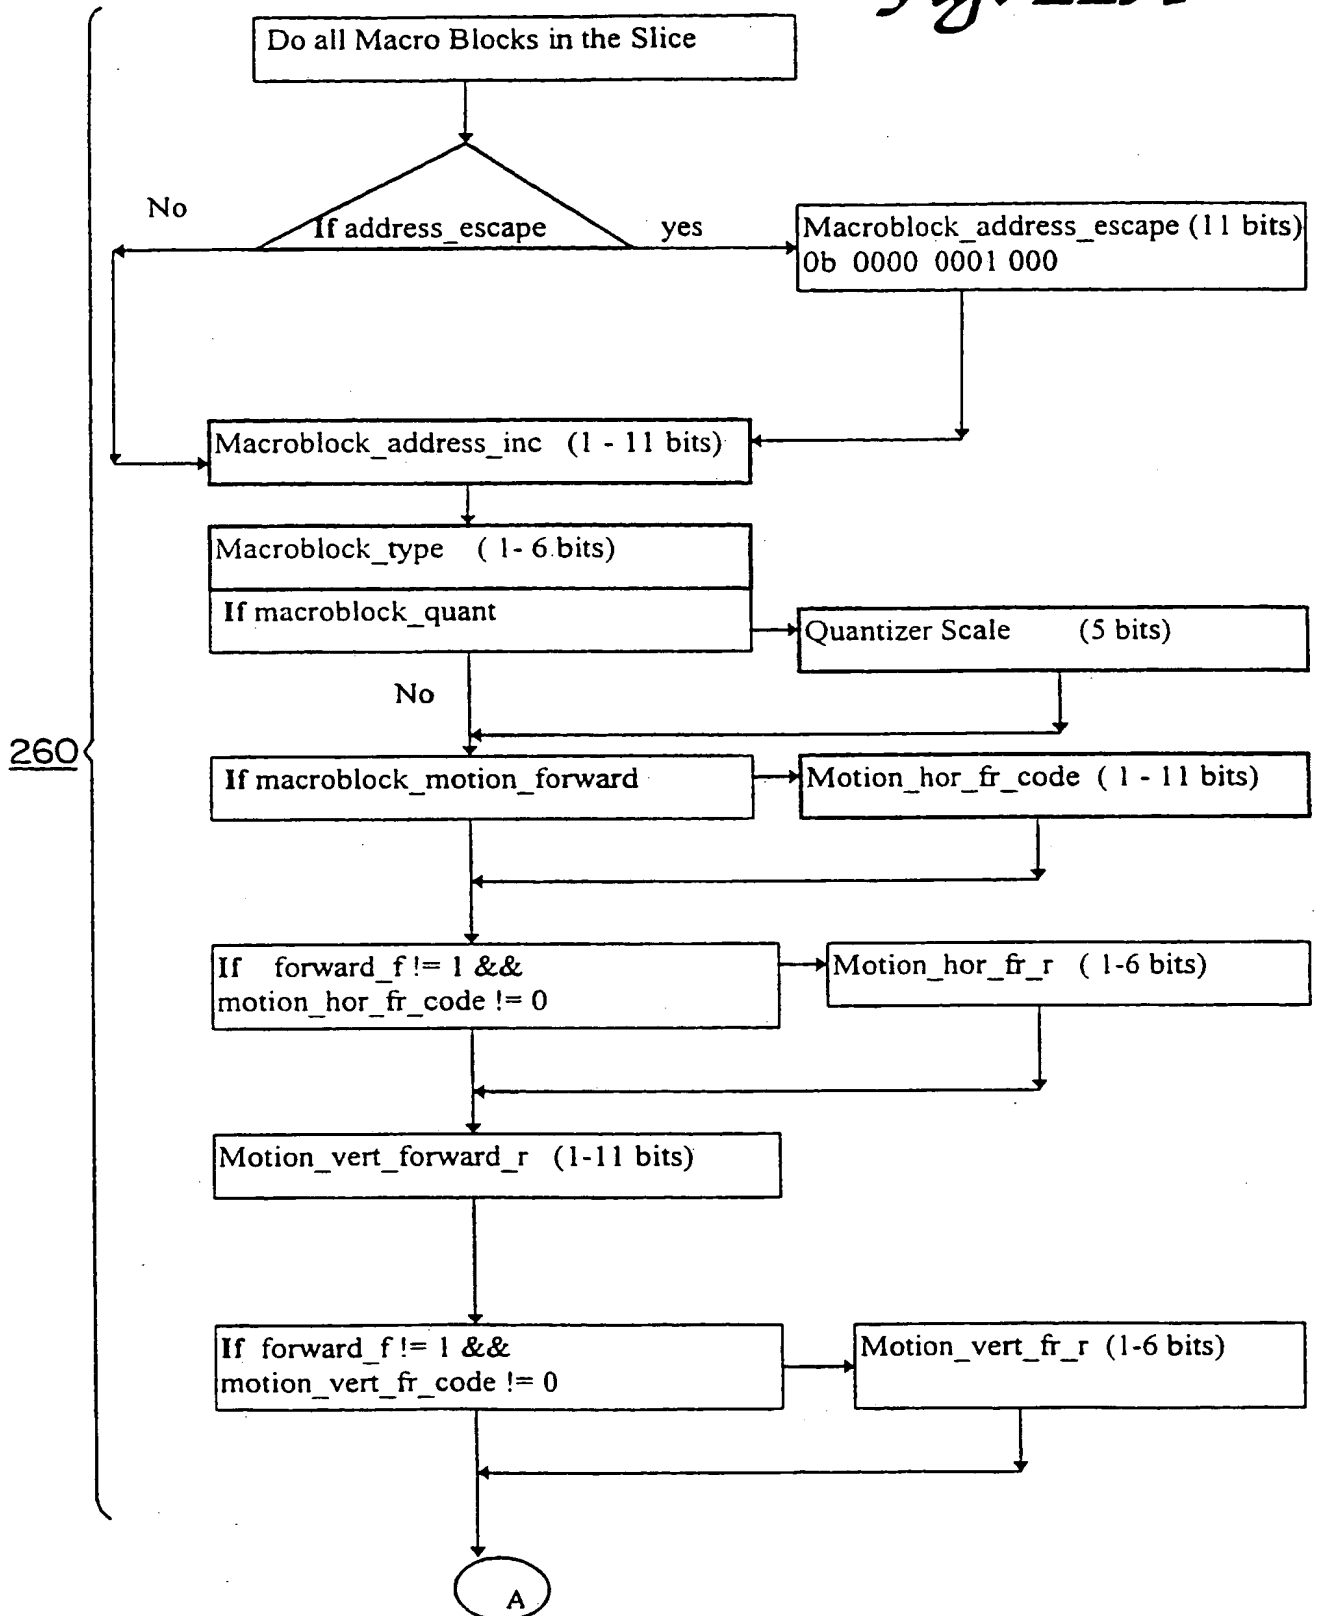 Do all Macro Blocks in the Slice
No
If address_escape
yes
Macroblock_address_escape (11 bits)
0b 0000 0001 000
Macroblock_address_inc (1 - 11 bits)
Macroblock_type ( 1- 6 bits)
If macroblock_quant
Quantizer Scale (5 bits)
No
260
If macroblock_motion_forward
Motion_hor_fr_code ( 1 - 11 bits)
If forward_f != 1 &&
motion_hor_fr_code != 0
Motion_hor_fr_r ( 1-6 bits)
Motion_vert_forward_r (1-11 bits)
If forward_f != 1 &&
motion_vert_fr_code != 0
Motion_vert_fr_r (1-6 bits)
A